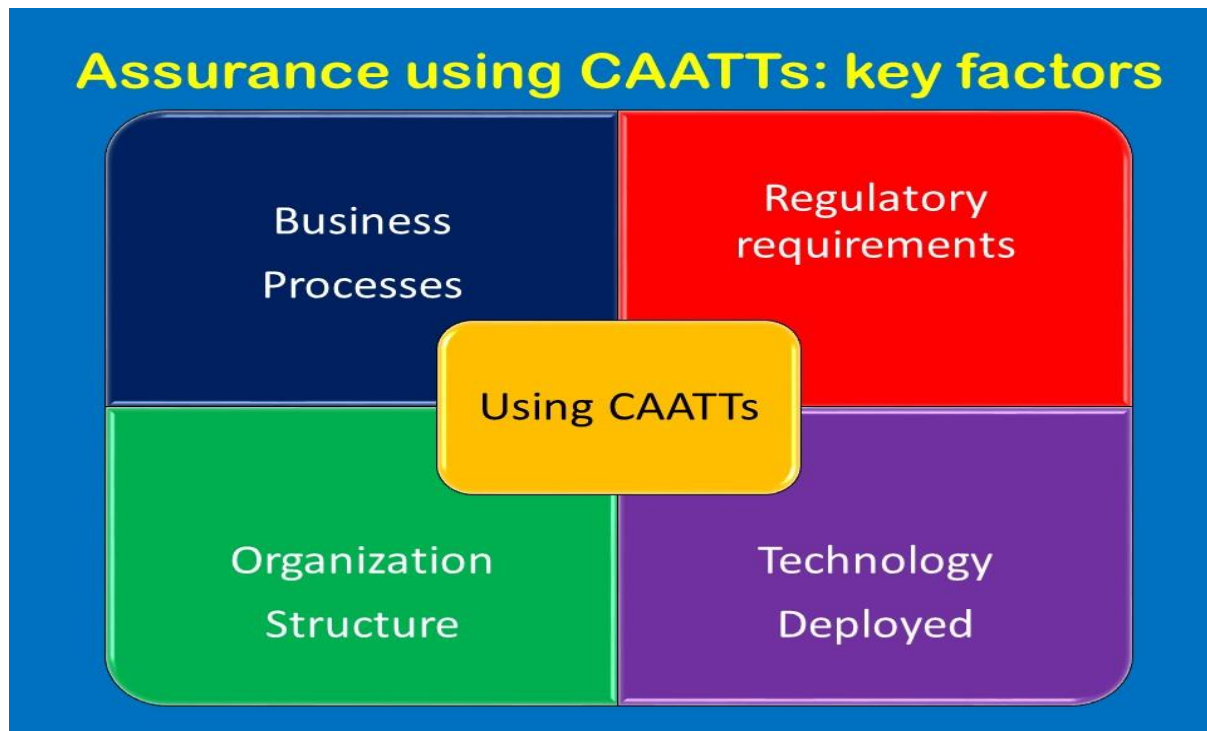 Assurance using CAATTs: key factors
Business
Processes
Regulatory
requirements
Using CAATTs
Organization
Structure
Technology
Deployed